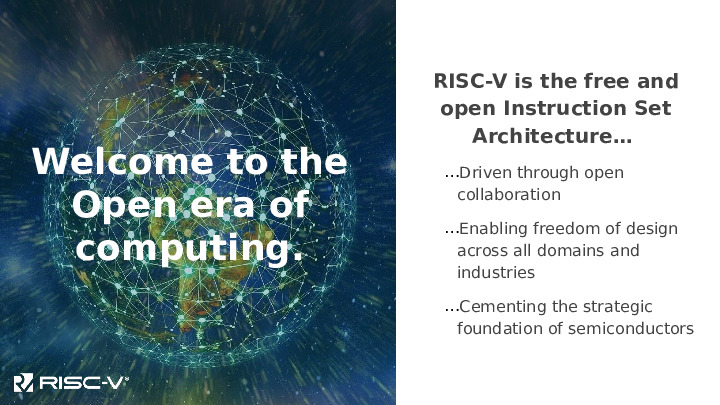 Welcome to the
Open era of
computing.
RISC-V™
RISC-V is the free and
open Instruction Set
Architecture…
…Driven through open
collaboration
…Enabling freedom of design
across all domains and
industries
…Cementing the strategic
foundation of semiconductors